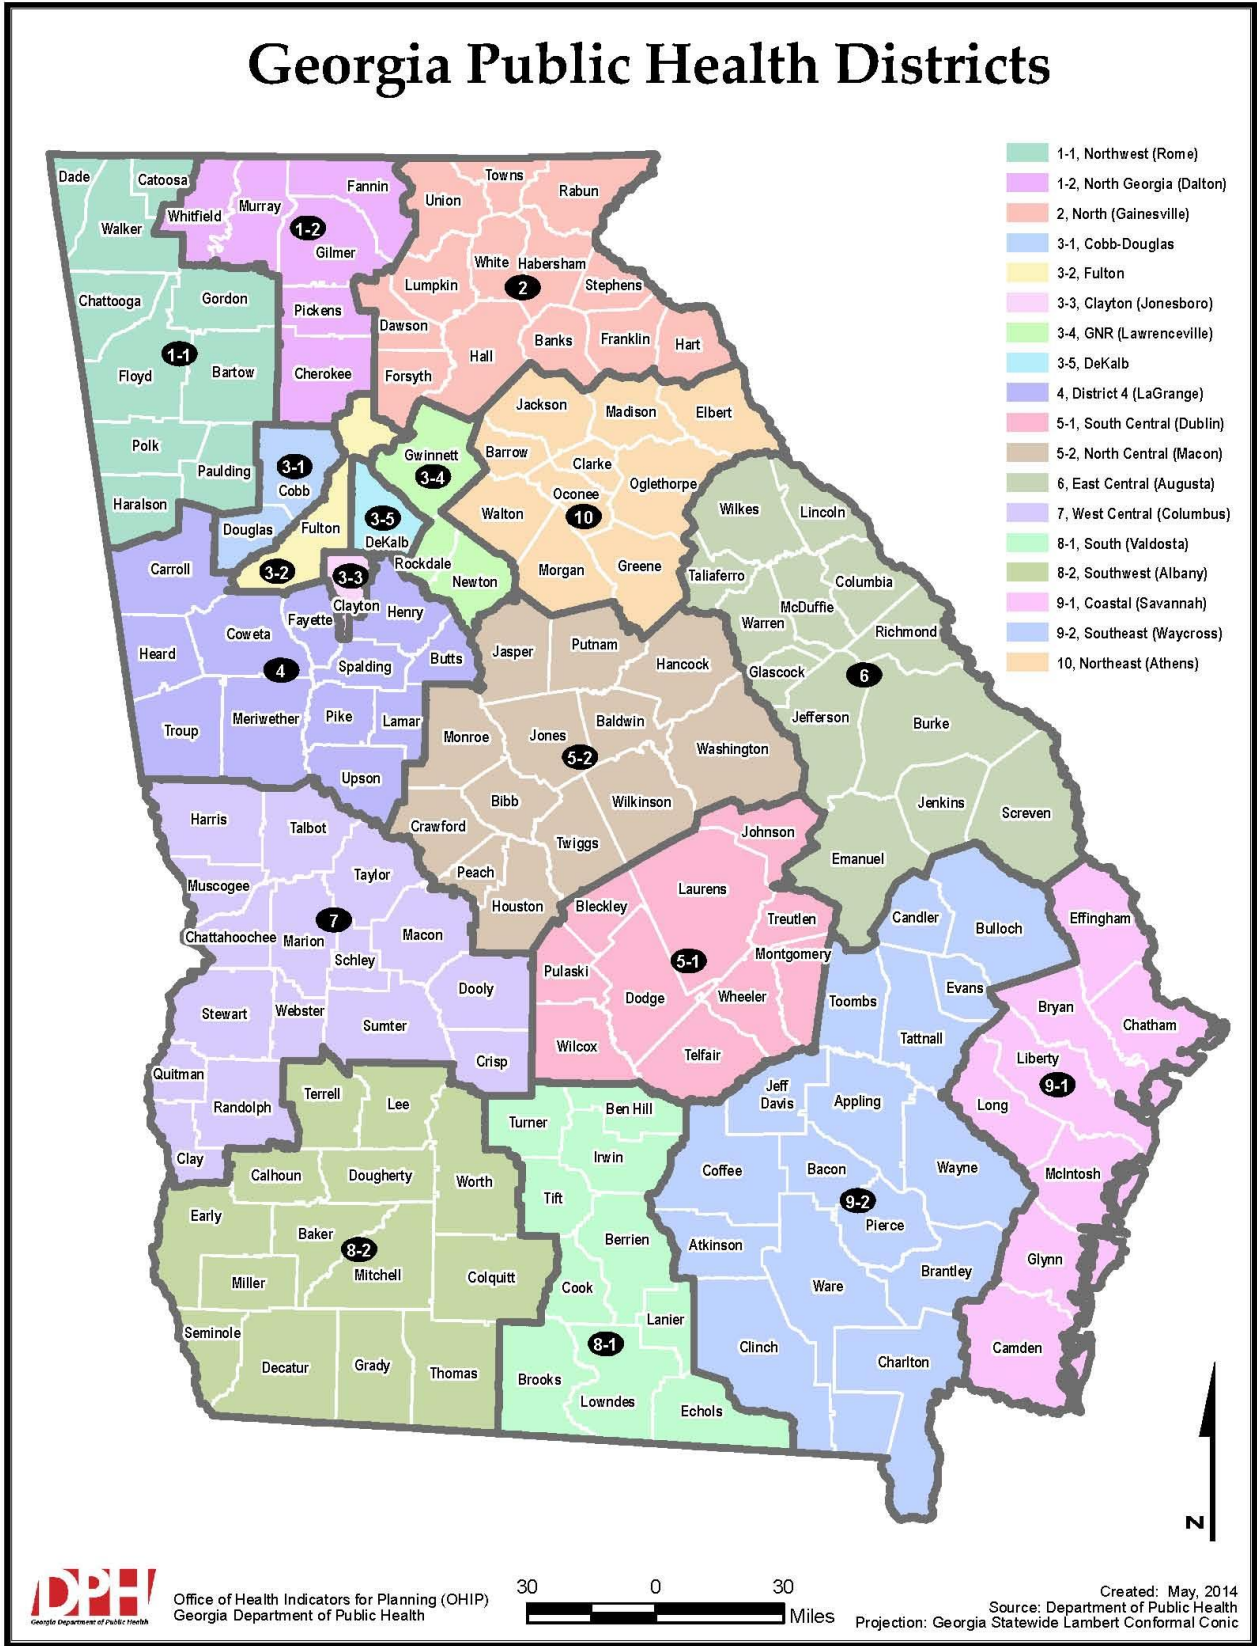 Georgia Public Health Districts
1-1, Northwest (Rome)
1-2, North Georgia (Dalton)
2, North (Gainesville)
3-1, Cobb-Douglas
3-2, Fulton
3-3, Clayton (Jonesboro)
3-4, GNR (Lawrenceville)
3-5, DeKalb
4, District 4 (LaGrange)
5-1, South Central (Dublin)
5-2, North Central (Macon)
6, East Central (Augusta)
7, West Central (Columbus)
8-1, South (Valdosta)
8-2, Southwest (Albany)
9-1, Coastal (Savannah)
9-2, Southeast (Waycross)
10, Northeast (Athens)
Dade
Catoosa
Walker
Chattooga
Gordon
1-1
Floyd
Bartow
Polk
Paulding
Haralson
Whitfield
Murray
Fannin
1-2
Gilmer
Pickens
Cherokee
Towns
Union
Rabun
White
Habersham
Lumpkin
2
Stephens
Dawson
Banks
Franklin
Hart
Hall
Forsyth
3-1
Cobb
Douglas
Fulton
3-2
3-3
Clayton
Gwinnett
3-4
Rockdale
Newton
3-5
DeKalb
Jackson
Madison
Elbert
Barrow
Clarke
Oglethorpe
Oconee
Walton
10
Morgan
Greene
Carroll
Fayette
Henry
Coweta
Heard
4
Spalding
Butts
Troup
Meriwether
Pike
Lamar
Upson
Jasper
Putnam
Hancock
Monroe
Jones
Baldwin
5-2
Washington
Bibb
Wilkinson
Crawford
Twiggs
Peach
Houston
Wilkes
Lincoln
Taliaferro
Columbia
McDuffie
Warren
Richmond
Glascock
6
Jefferson
Burke
Jenkins
Screven
Emanuel
Johnson
Laurens
Bleckley
Treutlen
Montgomery
5-1
Pulaski
Dodge
Wheeler
Wilcox
Telfair
Harris
Talbot
Muscogee
Taylor
7
Chattahoochee
Marion
Macon
Schley
Dooly
Stewart
Webster
Sumter
Crisp
Quitman
Randolph
Clay
Terrell
Lee
Calhoun
Dougherty
Worth
Early
Baker
8-2
Mitchell
Miller
Colquitt
Seminole
Decatur
Grady
Thomas
Turner
Ben Hill
Irwin
Tift
Berrien
Cook
Lanier
8-1
Brooks
Lowndes
Echols
Candler
Bulloch
Evans
Toombs
Tattnall
Jeff
Davis
Appling
Coffee
Bacon
Wayne
9-2
Pierce
Atkinson
Brantley
Ware
Clinch
Charlton
Effingham
Bryan
Chatham
Liberty
9-1
Long
McIntosh
Glynn
Camden
N
DPH
Georgia Department of Public Health
Office of Health Indicators for Planning (OHIP)
Georgia Department of Public Health
30 0 30
Miles
Created: May, 2014
Source: Department of Public Health
Projection: Georgia Statewide Lambert Conformal Conic